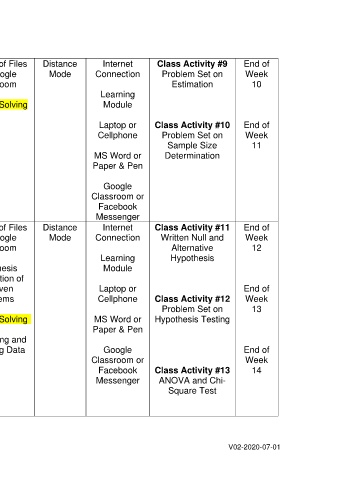 of Files
ogle
oom
Solving
Distance
Mode
Internet
Connection
Learning
Module
Laptop or
Cellphone
MS Word or
Paper & Pen
Google
Classroom or
Facebook
Messenger
Class Activity #9
Problem Set on
Estimation
Class Activity #10
Problem Set on
Sample Size
Determination
End of
Week
10
End of
Week
11
of Files
ogle
oom
esis
tion of
ven
ems
Solving
ng and
g Data
Distance
Mode
Internet
Connection
Learning
Module
Laptop or
Cellphone
MS Word or
Paper & Pen
Google
Classroom or
Facebook
Messenger
Class Activity #11
Written Null and
Alternative
Hypothesis
Class Activity #12
Problem Set on
Hypothesis Testing
Class Activity #13
ANOVA and Chi-
Square Test
End of
Week
12
End of
Week
13
End of
Week
14
V02-2020-07-01